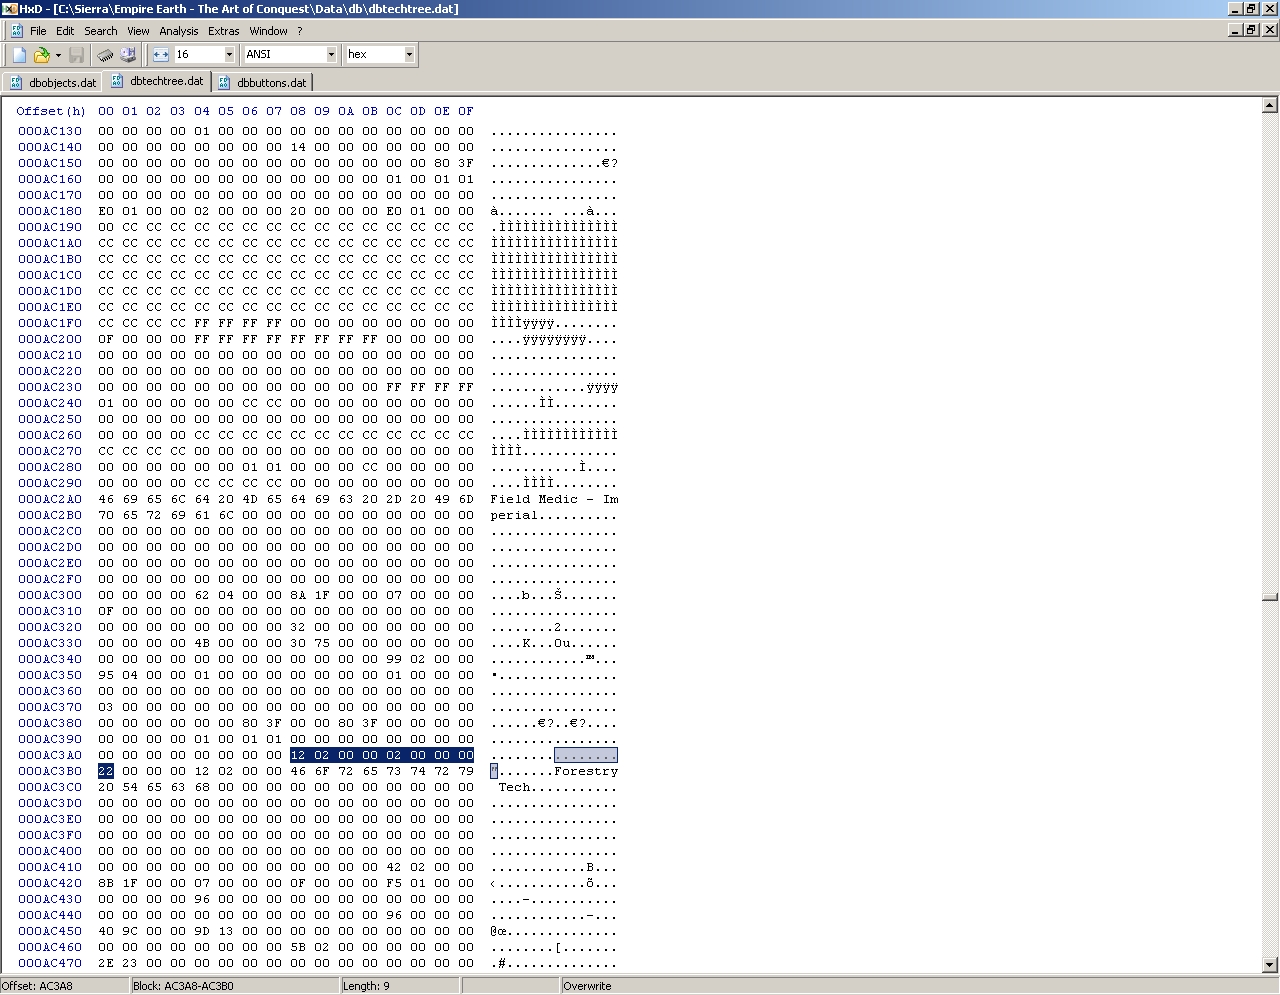 HxD - [C:\Sierra\Empire Earth - The Art of Conquest\Data\db\dbtechtree.dat]
File Edit Search View Analysis Extras Window ?
16 ANSI hex
dbobjects.dat dbtechtree.dat dbbuttons.dat
Offset(h) 00 01 02 03 04 05 06 07 08 09 0A 0B 0C 0D 0E 0F
000AC130 00 00 00 00 01 00 00 00 00 00 00 00 00 00 00 00 ................
000AC140 00 00 00 00 00 00 00 00 14 00 00 00 00 00 00 00 ................
000AC150 00 00 00 00 00 00 00 00 00 00 00 00 00 00 80 3F ..............€?
000AC160 00 00 00 00 00 00 00 00 00 00 00 00 01 00 01 01 ................
000AC170 00 00 00 00 00 00 00 00 00 00 00 00 00 00 00 00 ................
000AC180 E0 01 00 00 02 00 00 00 20 00 00 00 E0 01 00 00 à....... ...à...
000AC190 00 CC CC CC CC CC CC CC CC CC CC CC CC CC CC CC .ÌÌÌÌÌÌÌÌÌÌÌÌÌÌÌ
000AC1A0 CC CC CC CC CC CC CC CC CC CC CC CC CC CC CC CC ÌÌÌÌÌÌÌÌÌÌÌÌÌÌÌÌ
000AC1B0 CC CC CC CC CC CC CC CC CC CC CC CC CC CC CC CC ÌÌÌÌÌÌÌÌÌÌÌÌÌÌÌÌ
000AC1C0 CC CC CC CC CC CC CC CC CC CC CC CC CC CC CC CC ÌÌÌÌÌÌÌÌÌÌÌÌÌÌÌÌ
000AC1D0 CC CC CC CC CC CC CC CC CC CC CC CC CC CC CC CC ÌÌÌÌÌÌÌÌÌÌÌÌÌÌÌÌ
000AC1E0 CC CC CC CC CC CC CC CC CC CC CC CC CC CC CC CC ÌÌÌÌÌÌÌÌÌÌÌÌÌÌÌÌ
000AC1F0 CC CC CC CC FF FF FF FF 00 00 00 00 00 00 00 00 ÌÌÌÌÿÿÿÿ........
000AC200 0F 00 00 00 FF FF FF FF FF FF FF FF 00 00 00 00 ....ÿÿÿÿÿÿÿÿ....
000AC210 00 00 00 00 00 00 00 00 00 00 00 00 00 00 00 00 ................
000AC220 00 00 00 00 00 00 00 00 00 00 00 00 00 00 00 00 ................
000AC230 00 00 00 00 00 00 00 00 00 00 00 00 FF FF FF FF ............ÿÿÿÿ
000AC240 01 00 00 00 00 00 CC CC 00 00 00 00 00 00 00 00 ......ÌÌ........
000AC250 00 00 00 00 00 00 00 00 00 00 00 00 00 00 00 00 ................
000AC260 00 00 00 00 CC CC CC CC CC CC CC CC CC CC CC CC ....ÌÌÌÌÌÌÌÌÌÌÌÌ
000AC270 CC CC CC CC 00 00 00 00 00 00 00 00 00 00 00 00 ÌÌÌÌ............
000AC280 00 00 00 00 00 00 01 01 00 00 00 CC 00 00 00 00 ...........Ì....
000AC290 00 00 00 00 CC CC CC CC 00 00 00 00 00 00 00 00 ....ÌÌÌÌ........
000AC2A0 46 69 65 6C 64 20 4D 65 64 69 63 20 2D 20 49 6D Field Medic - Im
000AC2B0 70 65 72 69 61 6C 00 00 00 00 00 00 00 00 00 00 perial..........
000AC2C0 00 00 00 00 00 00 00 00 00 00 00 00 00 00 00 00 ................
000AC2D0 00 00 00 00 00 00 00 00 00 00 00 00 00 00 00 00 ................
000AC2E0 00 00 00 00 00 00 00 00 00 00 00 00 00 00 00 00 ................
000AC2F0 00 00 00 00 00 00 00 00 00 00 00 00 00 00 00 00 ................
000AC300 00 00 00 00 62 04 00 00 8A 1F 00 00 07 00 00 00 ....b...Š.......
000AC310 0F 00 00 00 00 00 00 00 00 00 00 00 00 00 00 00 ................
000AC320 00 00 00 00 00 00 00 00 32 00 00 00 00 00 00 00 ........2.......
000AC330 00 00 00 00 4B 00 00 00 30 75 00 00 00 00 00 00 ....K...0u......
000AC340 00 00 00 00 00 00 00 00 00 00 00 00 99 02 00 00 ............™...
000AC350 95 04 00 00 01 00 00 00 00 00 00 00 01 00 00 00 •...............
000AC360 00 00 00 00 00 00 00 00 00 00 00 00 00 00 00 00 ................
000AC370 03 00 00 00 00 00 00 00 00 00 00 00 00 00 00 00 ................
000AC380 00 00 00 00 00 00 80 3F 00 00 80 3F 00 00 00 00 ......€?..€?....
000AC390 00 00 00 00 01 00 01 01 00 00 00 00 00 00 00 00 ................
000AC3A0 00 00 00 00 00 00 00 00 12 02 00 00 02 00 00 00 ................
000AC3B0 22 00 00 00 12 02 00 00 46 6F 72 65 73 74 72 79 ".......Forestry
000AC3C0 20 54 65 63 68 00 00 00 00 00 00 00 00 00 00 00 Tech...........
000AC3D0 00 00 00 00 00 00 00 00 00 00 00 00 00 00 00 00 ................
000AC3E0 00 00 00 00 00 00 00 00 00 00 00 00 00 00 00 00 ................
000AC3F0 00 00 00 00 00 00 00 00 00 00 00 00 00 00 00 00 ................
000AC400 00 00 00 00 00 00 00 00 00 00 00 00 00 00 00 00 ................
000AC410 00 00 00 00 00 00 00 00 00 00 00 00 42 02 00 00 ............B...
000AC420 8B 1F 00 00 07 00 00 00 0F 00 00 00 F5 01 00 00 ‹...........õ...
000AC430 00 00 00 00 96 00 00 00 00 00 00 00 00 00 00 00 ....–...........
000AC440 00 00 00 00 00 00 00 00 00 00 00 00 96 00 00 00 ............–...
000AC450 40 9C 00 00 9D 13 00 00 00 00 00 00 00 00 00 00 @œ..............
000AC460 00 00 00 00 00 00 00 00 5B 02 00 00 00 00 00 00 ........[.......
000AC470 2E 23 00 00 00 00 00 00 00 00 00 00 00 00 00 00 .#..............
Offset: AC3A8 Block: AC3A8-AC3B0 Length: 9 Overwrite